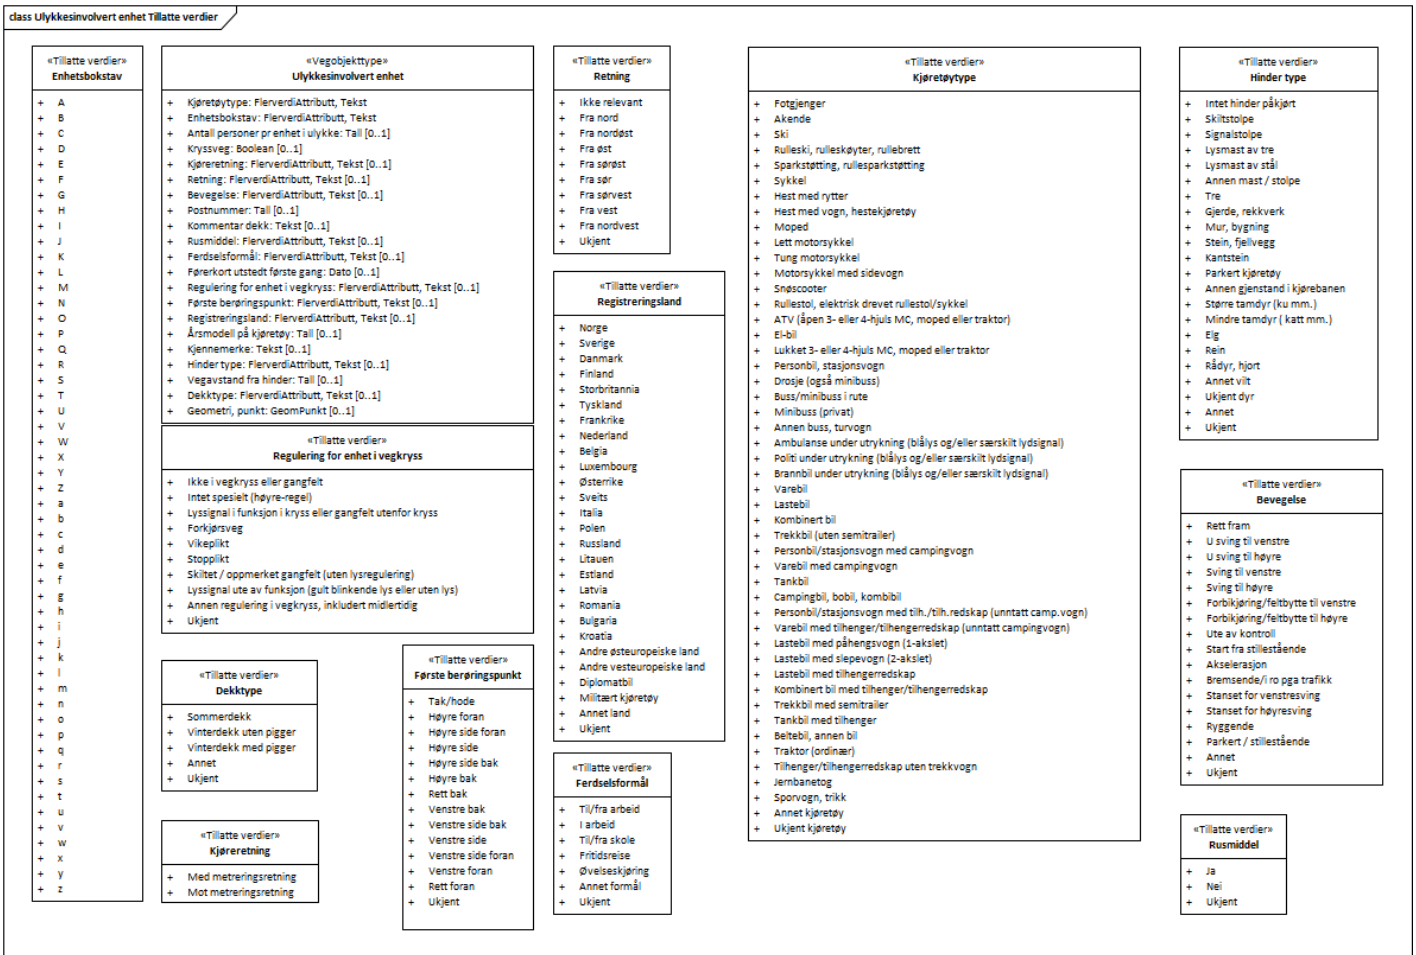 class Ulykkesinvolvert enhet Tillatte verdier
«Tillatte verdier»
Enhetsbokstav
+ A
+ B
+ C
+ D
+ E
+ F
+ G
+ H
+ I
+ J
+ K
+ L
+ M
+ N
+ O
+ P
+ Q
+ R
+ S
+ T
+ U
+ V
+ W
+ X
+ Y
+ Z
+ a
+ b
+ c
+ d
+ e
+ f
+ g
+ h
+ i
+ j
+ k
+ l
+ m
+ n
+ o
+ p
+ q
+ r
+ s
+ t
+ u
+ v
+ w
+ x
+ y
+ z
«Vegobjekttype»
Ulykkesinvolvert enhet
+ Kjøretøytype: FlerverdiAttributt, Tekst
+ Enhetsbokstav: FlerverdiAttributt, Tekst
+ Antall personer pr enhet i ulykke: Tall [0..1]
+ Kryssveg: Boolean [0..1]
+ Kjøreretning: FlerverdiAttributt, Tekst [0..1]
+ Retning: FlerverdiAttributt, Tekst [0..1]
+ Bevegelse: FlerverdiAttributt, Tekst [0..1]
+ Postnummer: Tall [0..1]
+ Kommentar dekk: Tekst [0..1]
+ Rusmiddel: FlerverdiAttributt, Tekst [0..1]
+ Ferdselsformål: FlerverdiAttributt, Tekst [0..1]
+ Førerkort utstedt første gang: Dato [0..1]
+ Regulering for enhet i vegkryss: FlerverdiAttributt, Tekst [0..1]
+ Første berøringspunkt: FlerverdiAttributt, Tekst [0..1]
+ Registreringsland: FlerverdiAttributt, Tekst [0..1]
+ Årsmodell på kjøretøy: Tall [0..1]
+ Kjennemerke: Tekst [0..1]
+ Hinder type: FlerverdiAttributt, Tekst [0..1]
+ Vegavstand fra hinder: Tall [0..1]
+ Dekktype: FlerverdiAttributt, Tekst [0..1]
+ Geometri, punkt: GeomPunkt [0..1]
«Tillatte verdier»
Regulering for enhet i vegkryss
+ Ikke i vegkryss eller gangfelt
+ Intet spesielt (høyre-regel)
+ Lyssignal i funksjon i kryss eller gangfelt utenfor kryss
+ Forkjørsveg
+ Vikeplikt
+ Stopplikt
+ Skiltet / oppmerket gangfelt (uten lysregulering)
+ Lyssignal ute av funksjon (gult blinkende lys eller uten lys)
+ Annen regulering i vegkryss, inkludert midlertidig
+ Ukjent
«Tillatte verdier»
Dekktype
+ Sommerdekk
+ Vinterdekk uten pigger
+ Vinterdekk med pigger
+ Annet
+ Ukjent
«Tillatte verdier»
Kjøreretning
+ Med metreringsretning
+ Mot metreringsretning
«Tillatte verdier»
Første berøringspunkt
+ Tak/hode
+ Høyre foran
+ Høyre side foran
+ Høyre side
+ Høyre side bak
+ Høyre bak
+ Rett bak
+ Venstre bak
+ Venstre side bak
+ Venstre side
+ Venstre side foran
+ Venstre foran
+ Rett foran
+ Ukjent
«Tillatte verdier»
Retning
+ Ikke relevant
+ Fra nord
+ Fra nordøst
+ Fra øst
+ Fra sørøst
+ Fra sør
+ Fra sørvest
+ Fra vest
+ Fra nordvest
+ Ukjent
«Tillatte verdier»
Registreringsland
+ Norge
+ Sverige
+ Danmark
+ Finland
+ Storbritannia
+ Tyskland
+ Frankrike
+ Nederland
+ Belgia
+ Luxembourg
+ Østerrike
+ Sveits
+ Italia
+ Polen
+ Russland
+ Litauen
+ Estland
+ Latvia
+ Romania
+ Bulgaria
+ Kroatia
+ Andre østeuropeiske land
+ Andre vesteuropeiske land
+ Diplomatbil
+ Militært kjøretøy
+ Annet land
+ Ukjent
«Tillatte verdier»
Ferdselsformål
+ Til/fra arbeid
+ I arbeid
+ Til/fra skole
+ Fritidsreise
+ Øvelseskjøring
+ Annet formål
+ Ukjent
«Tillatte verdier»
Kjøretøytype
+ Fotgjenger
+ Akende
+ Ski
+ Rulleski, rulleskøyter, rullebrett
+ Sparkstøtting, rullesparkstøtting
+ Sykkel
+ Hest med rytter
+ Hest med vogn, hestekjøretøy
+ Moped
+ Lett motorsykkel
+ Tung motorsykkel
+ Motorsykkel med sidevogn
+ Snøscooter
+ Rullestol, elektrisk drevet rullestol/sykkel
+ ATV (åpen 3- eller 4-hjuls MC, moped eller traktor)
+ El-bil
+ Lukket 3- eller 4-hjuls MC, moped eller traktor
+ Personbil, stasjonsvogn
+ Drosje (også minibuss)
+ Buss/minibuss i rute
+ Minibuss (privat)
+ Annen buss, turvogn
+ Ambulanse under utrykning (blålys og/eller særskilt lydsignal)
+ Politi under utrykning (blålys og/eller særskilt lydsignal)
+ Brannbil under utrykning (blålys og/eller særskilt lydsignal)
+ Varebil
+ Lastebil
+ Kombinert bil
+ Trekkbil (uten semitrailer)
+ Personbil/stasjonsvogn med campingvogn
+ Varebil med campingvogn
+ Tankbil
+ Campingbil, bobil, kombibil
+ Personbil/stasjonsvogn med tilh./tilh.redskap (unntatt camp.vogn)
+ Varebil med tilhenger/tilhengerredskap (unntatt campingvogn)
+ Lastebil med påhengsvogn (1-akslet)
+ Lastebil med slepevogn (2-akslet)
+ Lastebil med tilhengerredskap
+ Kombinert bil med tilhenger/tilhengerredskap
+ Trekkbil med semitrailer
+ Tankbil med tilhenger
+ Beltebil, annen bil
+ Traktor (ordinær)
+ Tilhenger/tilhengerredskap uten trekkvogn
+ Jernbanetog
+ Sporvogn, trikk
+ Annet kjøretøy
+ Ukjent kjøretøy
«Tillatte verdier»
Hinder type
+ Intet hinder påkjørt
+ Skiltstolpe
+ Signalstolpe
+ Lysmast av tre
+ Lysmast av stål
+ Annen mast / stolpe
+ Tre
+ Gjerde, rekkverk
+ Mur, bygning
+ Stein, fjellvegg
+ Kantstein
+ Parkert kjøretøy
+ Annen gjenstand i kjørebanen
+ Større tamdyr (ku mm.)
+ Mindre tamdyr ( katt mm.)
+ Elg
+ Rein
+ Rådyr, hjort
+ Annet vilt
+ Ukjent dyr
+ Annet
+ Ukjent
«Tillatte verdier»
Bevegelse
+ Rett fram
+ U sving til venstre
+ U sving til høyre
+ Sving til venstre
+ Sving til høyre
+ Forbikjøring/feltbytte til venstre
+ Forbikjøring/feltbytte til høyre
+ Ute av kontroll
+ Start fra stillestående
+ Akselerasjon
+ Bremsende/i ro pga trafikk
+ Stanset for venstresving
+ Stanset for høyresving
+ Ryggende
+ Parkert / stillestående
+ Annet
+ Ukjent
«Tillatte verdier»
Rusmiddel
+ Ja
+ Nei
+ Ukjent